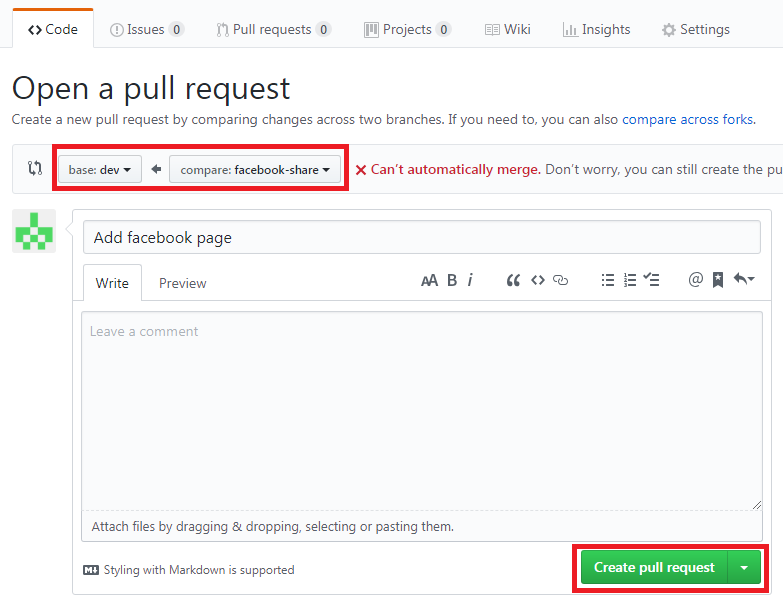 Code Issues 0 Pull requests 0 Projects 0 Wiki Insights Settings
Open a pull request
Create a new pull request by comparing changes across two branches. If you need to, you can also compare across forks.
base: dev compare: facebook-share Can't automatically merge. Don't worry, you can still create the pu
Add facebook page
Write Preview AA B i
Leave a comment
Attach files by dragging & dropping, selecting or pasting them.
Styling with Markdown is supported Create pull request